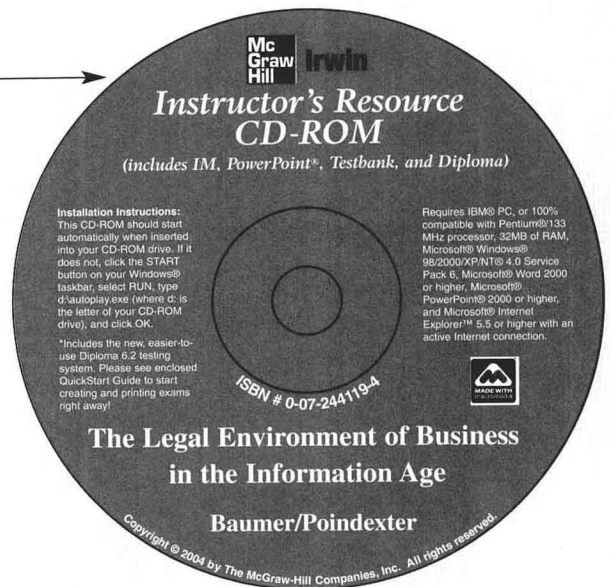 Mc
Graw
Hill
Irwin
Instructor's Resource
CD-ROM
(includes IM, PowerPoint®, Testbank, and Diploma)
Installation Instructions:
This CD-ROM should start
automatically when inserted
into your CD-ROM drive. If it
does not, click the START
button on your Windows®
taskbar, select RUN, type
d:\autoplay.exe (where d: is
the letter of your CD-ROM
drive), and click OK.
*Includes the new, easier-to-
use Diploma 6.2 testing
system. Please see enclosed
QuickStart Guide to start
creating and printing exams
right away!
Requires IBM® PC, or 100%
compatible with Pentium®/133
MHz processor, 32MB of RAM,
Microsoft® Windows®
98/2000/XP/NT® 4.0 Service
Pack 6, Microsoft® Word 2000
or higher, Microsoft®
PowerPoint® 2000 or higher,
and Microsoft® Internet
Explorer™ 5.5 or higher with an
active Internet connection.
MADE WITH
macromedia
ISBN # 0-07-244119-4
The Legal Environment of Business
in the Information Age
Baumer/Poindexter
Copyright © 2004 by The McGraw-Hill Companies, Inc. All rights reserved.